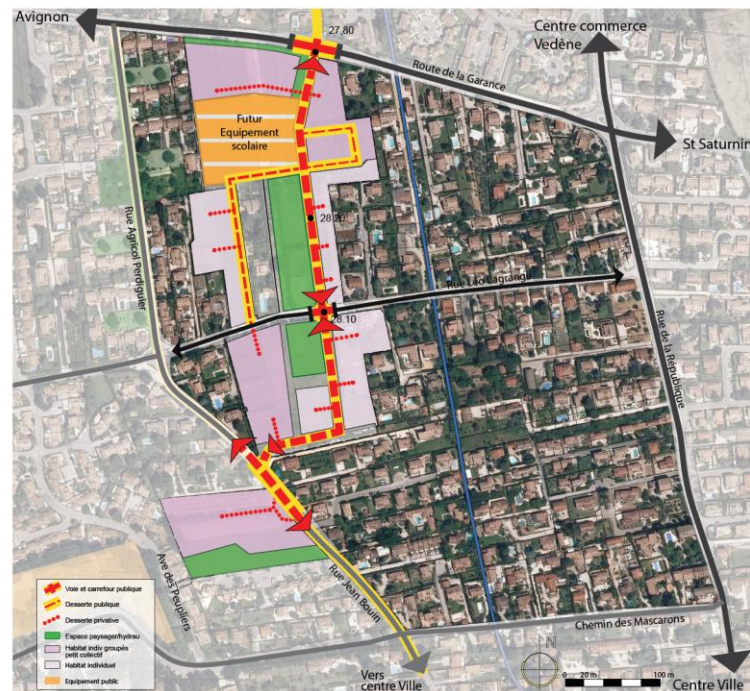 Avignon
27.80
Centre commerce
Vedène
Route de la Garance
St Saturnin
Futur
Equipement
scolaire
Rue Agricol Perdiguier
28.20
Rue Léo Lagrange
28.10
Rue de la République
Ave des Peupliers
Rue Jean Bouin
Chemin des Mascarons
Voie et carrefour publique
Desserte publique
Desserte privative
Espace paysager/hydrau
Habitat indiv groupés
petit collectif
Habitat individuel
Equipement public
Vers
centre Ville
N
0 20 m 100 m
Centre Ville